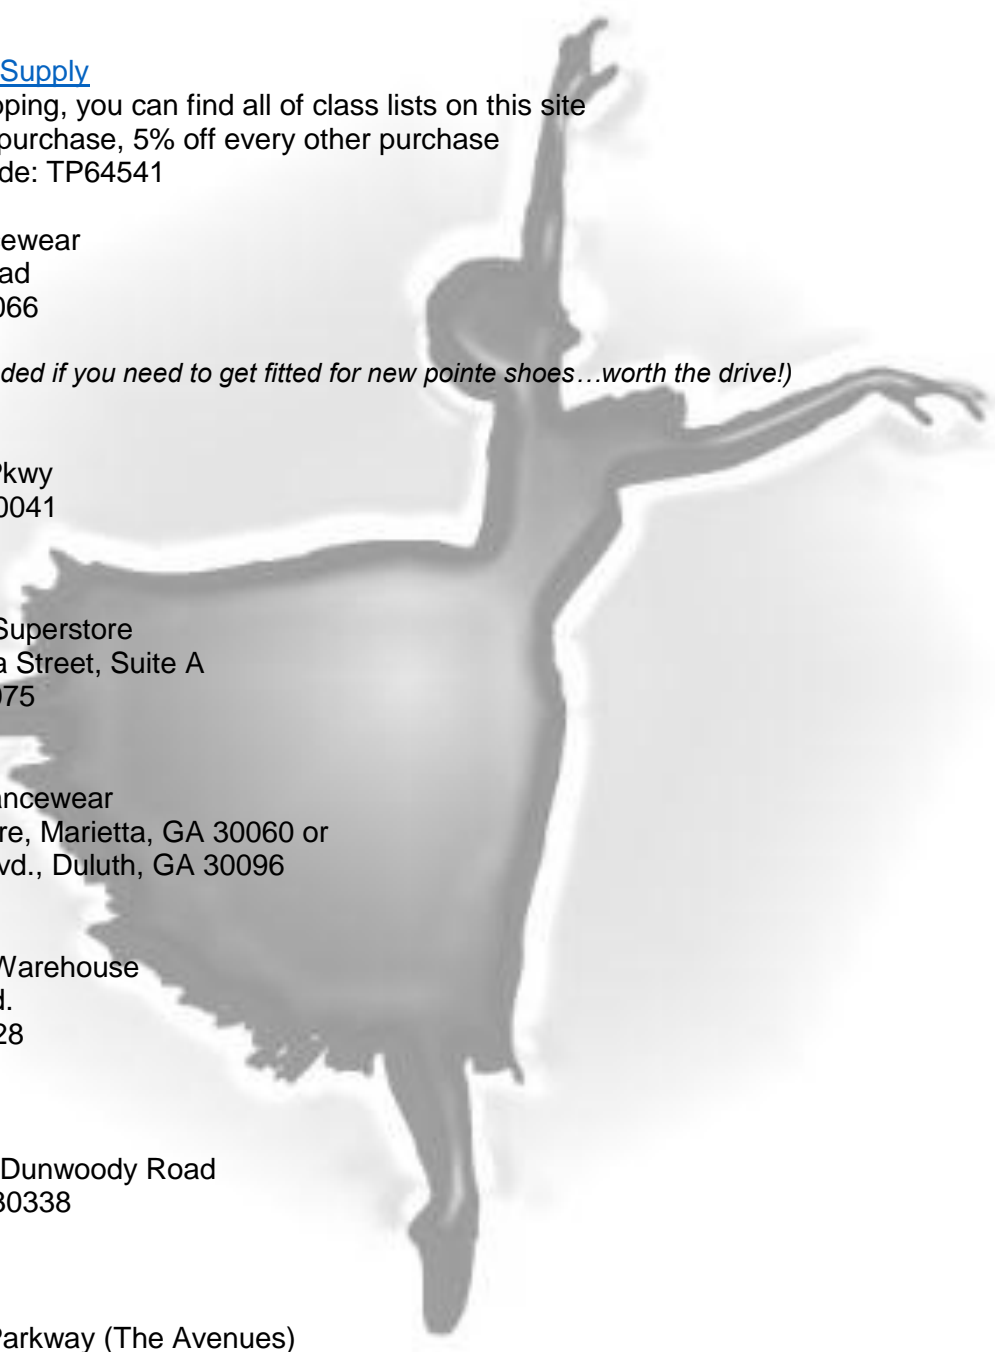 Supply
ping, you can find all of class lists on this site
purchase, 5% off every other purchase
de: TP64541
ewear
ad
066
ded if you need to get fitted for new pointe shoes…worth the drive!)
Pkwy
0041
Superstore
a Street, Suite A
075
ancewear
re, Marietta, GA 30060 or
vd., Duluth, GA 30096
Warehouse
d.
28
Dunwoody Road
30338
Parkway (The Avenues)